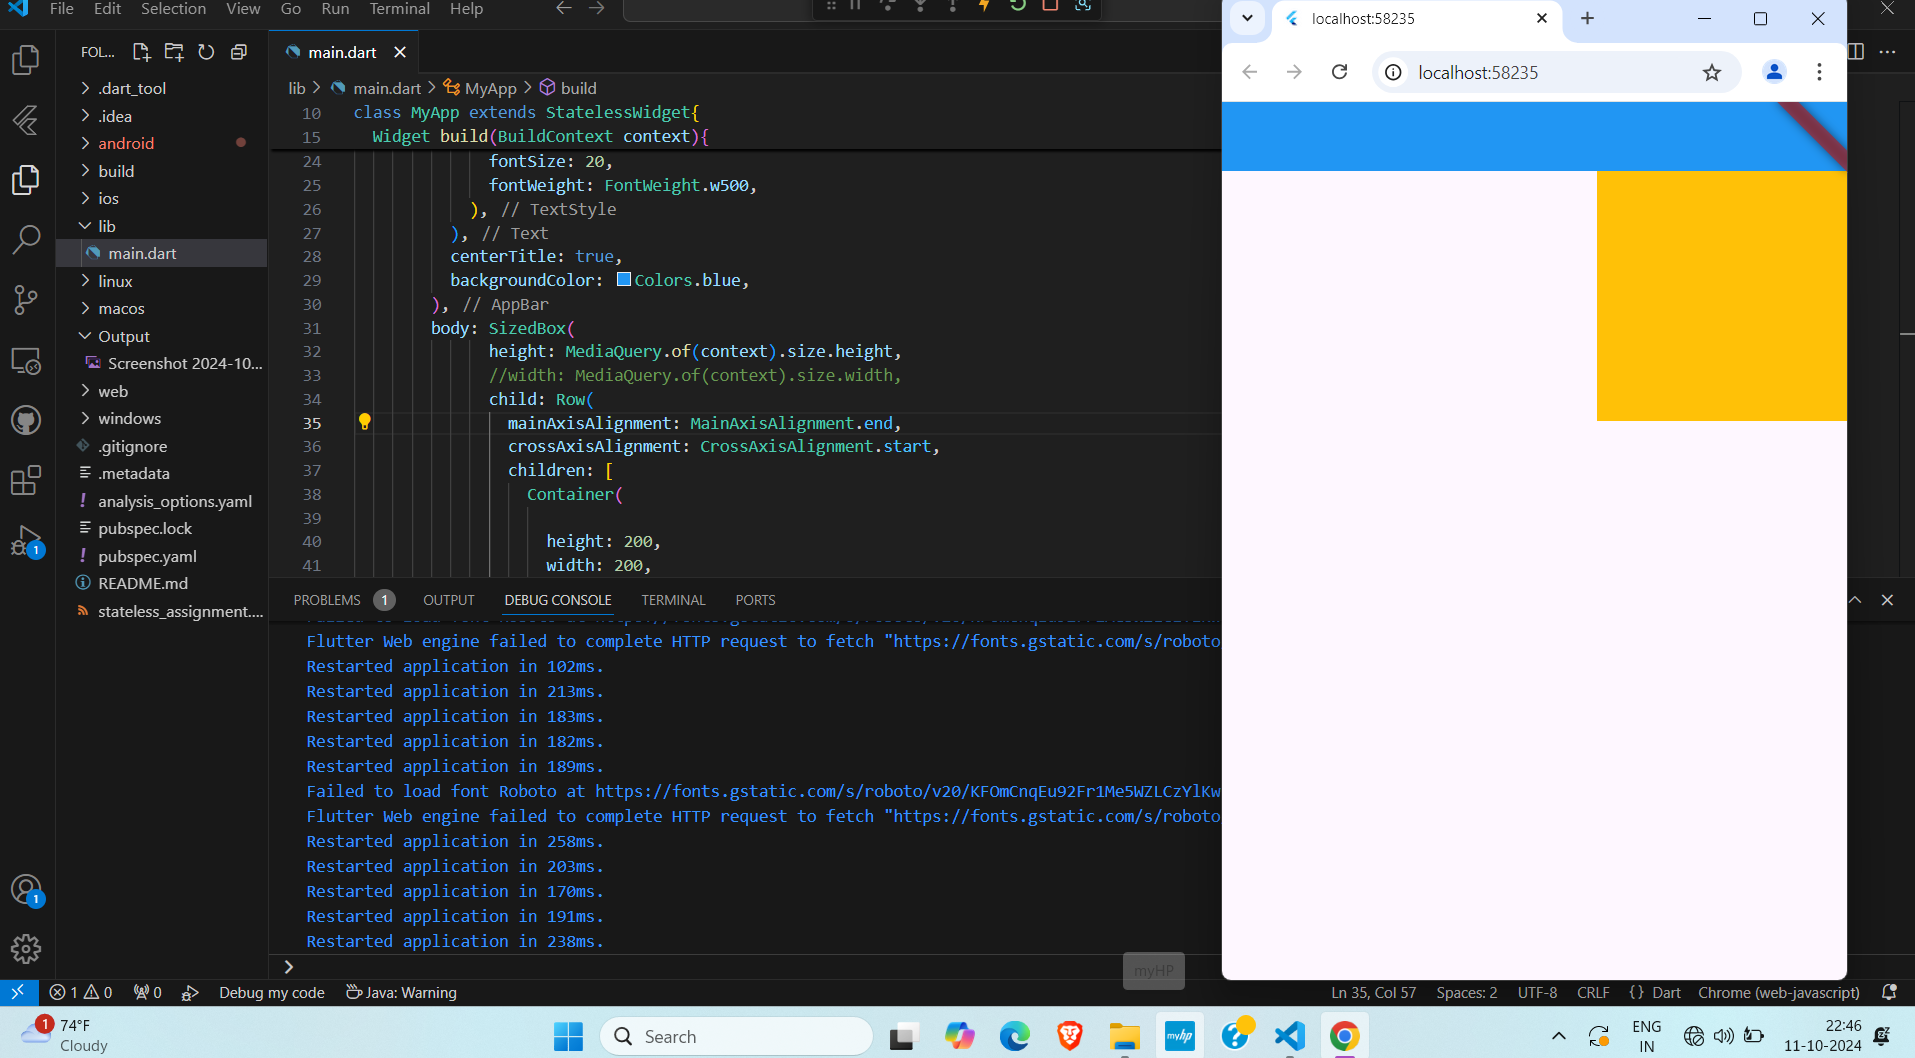 File Edit Selection View Go Run Terminal Help
FOL...
.dart_tool
.idea
android
build
ios
lib
main.dart
linux
macos
Output
Screenshot 2024-10...
web
windows
.gitignore
.metadata
analysis_options.yaml
pubspec.lock
pubspec.yaml
README.md
stateless_assignment....
main.dart
lib > main.dart > MyApp > build
10 class MyApp extends StatelessWidget{
15 Widget build(BuildContext context){
24 fontSize: 20,
25 fontWeight: FontWeight.w500,
26 ), // TextStyle
27 ), // Text
28 centerTitle: true,
29 backgroundColor: Colors.blue,
30 ), // AppBar
31 body: SizedBox(
32 height: MediaQuery.of(context).size.height,
33 //width: MediaQuery.of(context).size.width,
34 child: Row(
35 mainAxisAlignment: MainAxisAlignment.end,
36 crossAxisAlignment: CrossAxisAlignment.start,
37 children: [
38 Container(
39
40 height: 200,
41 width: 200,
PROBLEMS 1 OUTPUT DEBUG CONSOLE TERMINAL PORTS
Flutter Web engine failed to complete HTTP request to fetch "https://fonts.gstatic.com/s/roboto
Restarted application in 102ms.
Restarted application in 213ms.
Restarted application in 183ms.
Restarted application in 182ms.
Restarted application in 189ms.
Failed to load font Roboto at https://fonts.gstatic.com/s/roboto/v20/KFOmCnqEu92Fr1Me5WZLCzYlKw
Flutter Web engine failed to complete HTTP request to fetch "https://fonts.gstatic.com/s/roboto
Restarted application in 258ms.
Restarted application in 203ms.
Restarted application in 170ms.
Restarted application in 191ms.
Restarted application in 238ms.
>
myHP
localhost:58235
localhost:58235
1
1
1 0 0 Debug my code Java: Warning
Ln 35, Col 57 Spaces: 2 UTF-8 CRLF {} Dart Chrome (web-javascript)
1
74°F
Cloudy
Search
myhp
ENG
IN
22:46
11-10-2024